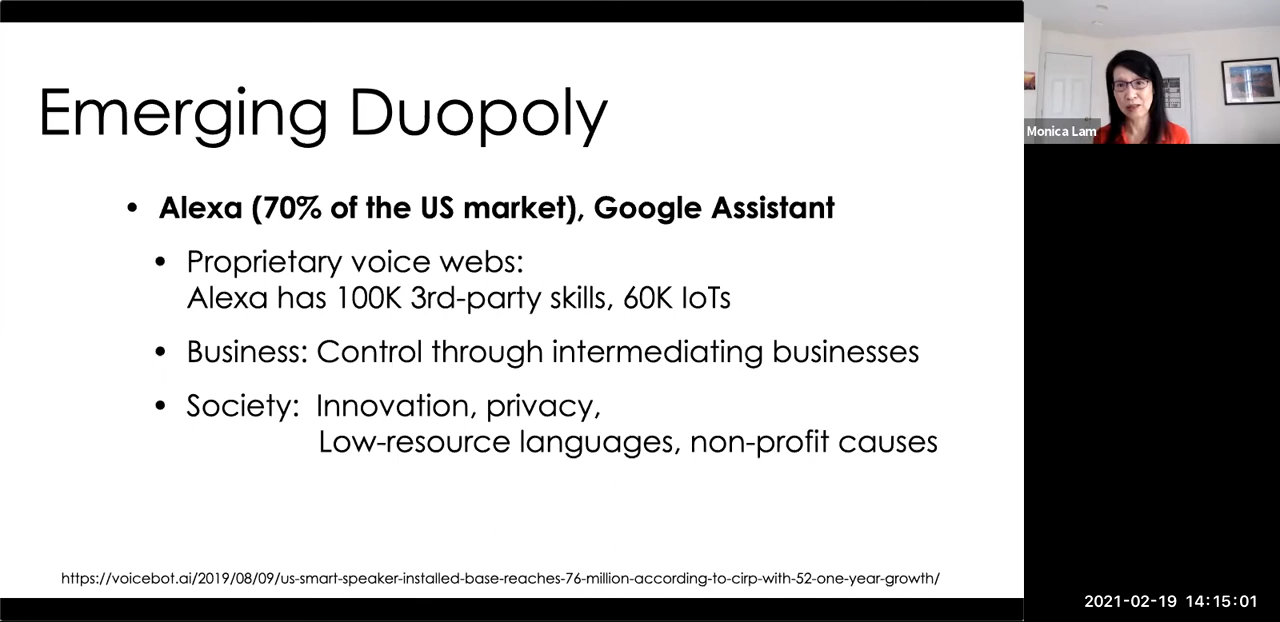 Emerging Duopoly
• Alexa (70% of the US market), Google Assistant
• Proprietary voice webs:
Alexa has 100K 3rd-party skills, 60K IoTs
• Business: Control through intermediating businesses
• Society: Innovation, privacy,
Low-resource languages, non-profit causes
https://voicebot.ai/2019/08/09/us-smart-speaker-installed-base-reaches-76-million-according-to-cirp-with-52-one-year-growth/
Monica Lam
2021-02-19 14:15:01